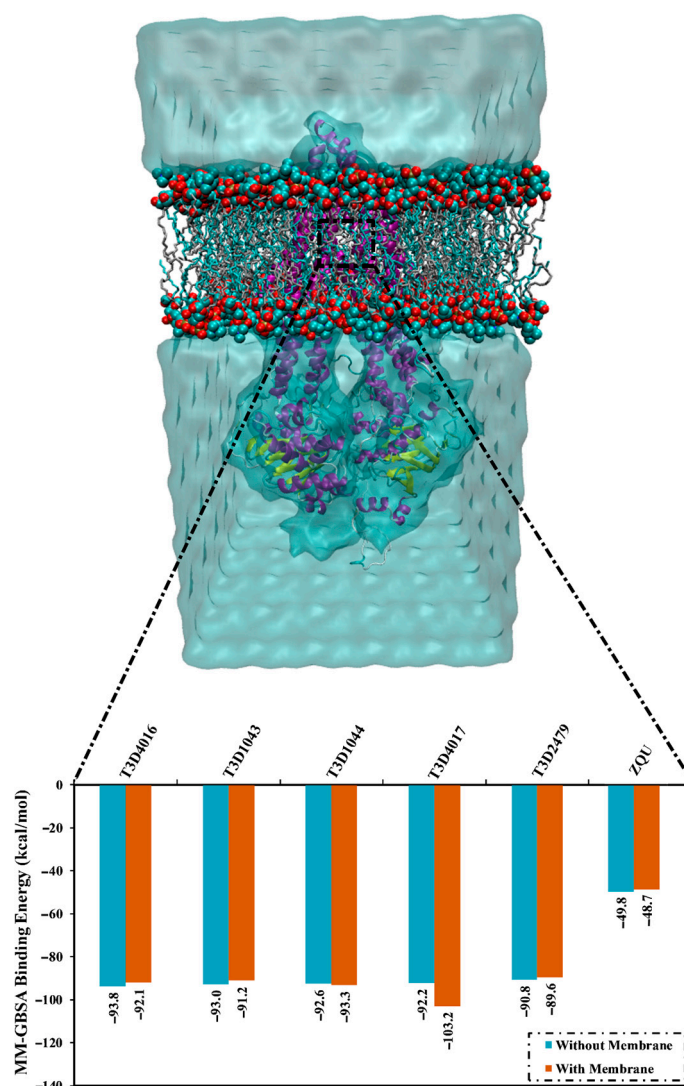 T3D4016
T3D1043
T3D1044
T3D4017
T3D2479
ZQU
MM-GBSA Binding Energy (kcal/mol)
0
−20
−40
−60
−80
−100
−120
−140
−93.8
−92.1
−93.0
−91.2
−92.6
−93.3
−92.2
−103.2
−90.8
−89.6
−49.8
−48.7
Without Membrane
With Membrane